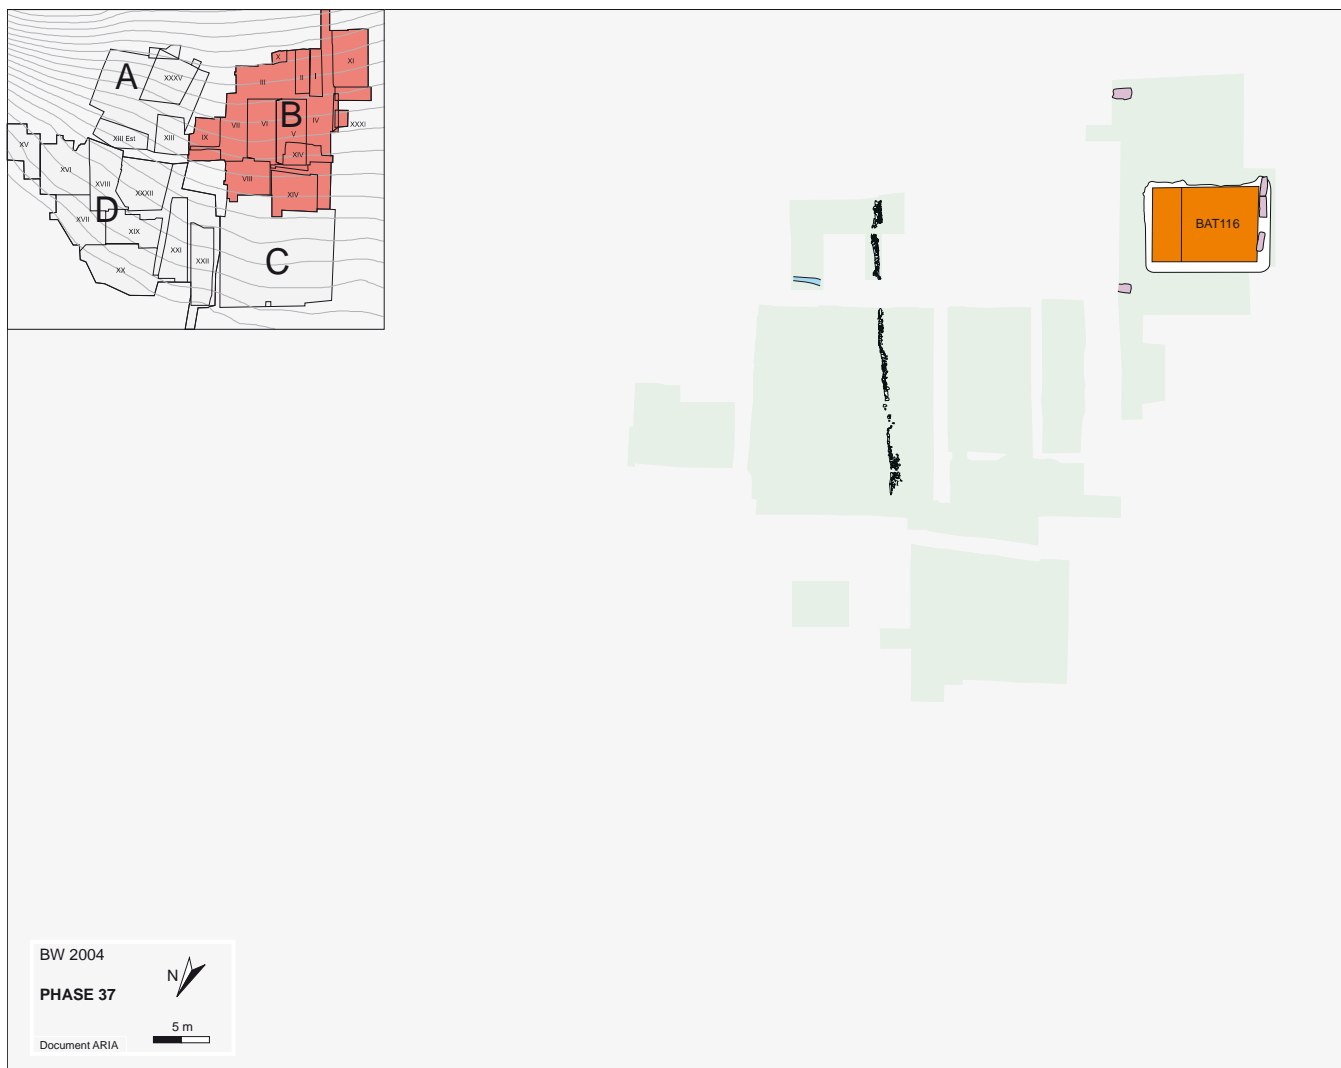 A
XXXV
X
XI
III
II
I
B
IV
XXXI
VII
VI
V
IX
XIII Est
XIII
XIV
XV
XVI
XVIII
XXXII
VIII
XIV
D
XVII
XIX
XXI
XXII
C
XX
BAT116
BW 2004
N
PHASE 37
5 m
Document ARIA